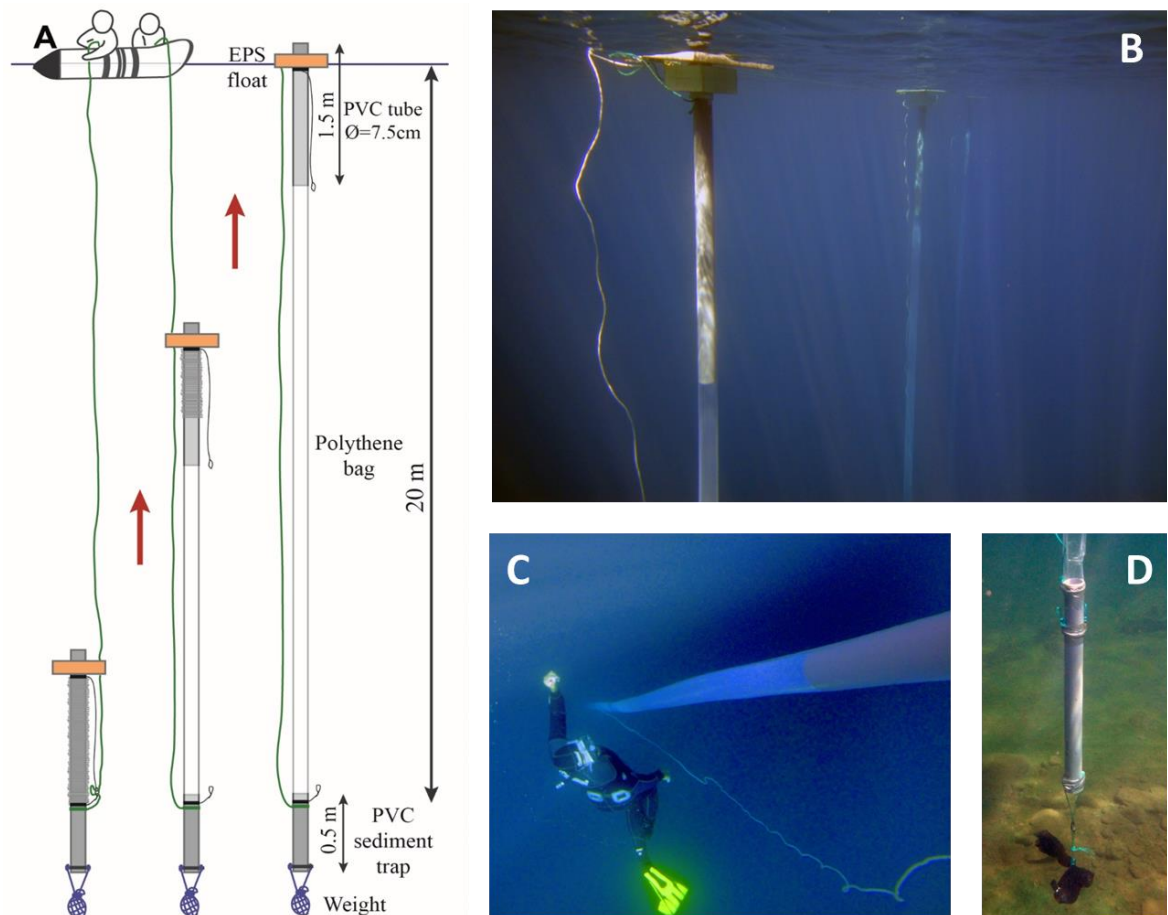 A
EPS
float
1.5 m
PVC tube
Ø=7.5cm
Polythene
bag
20 m
0.5 m
PVC
sediment
trap
Weight
B
C
D